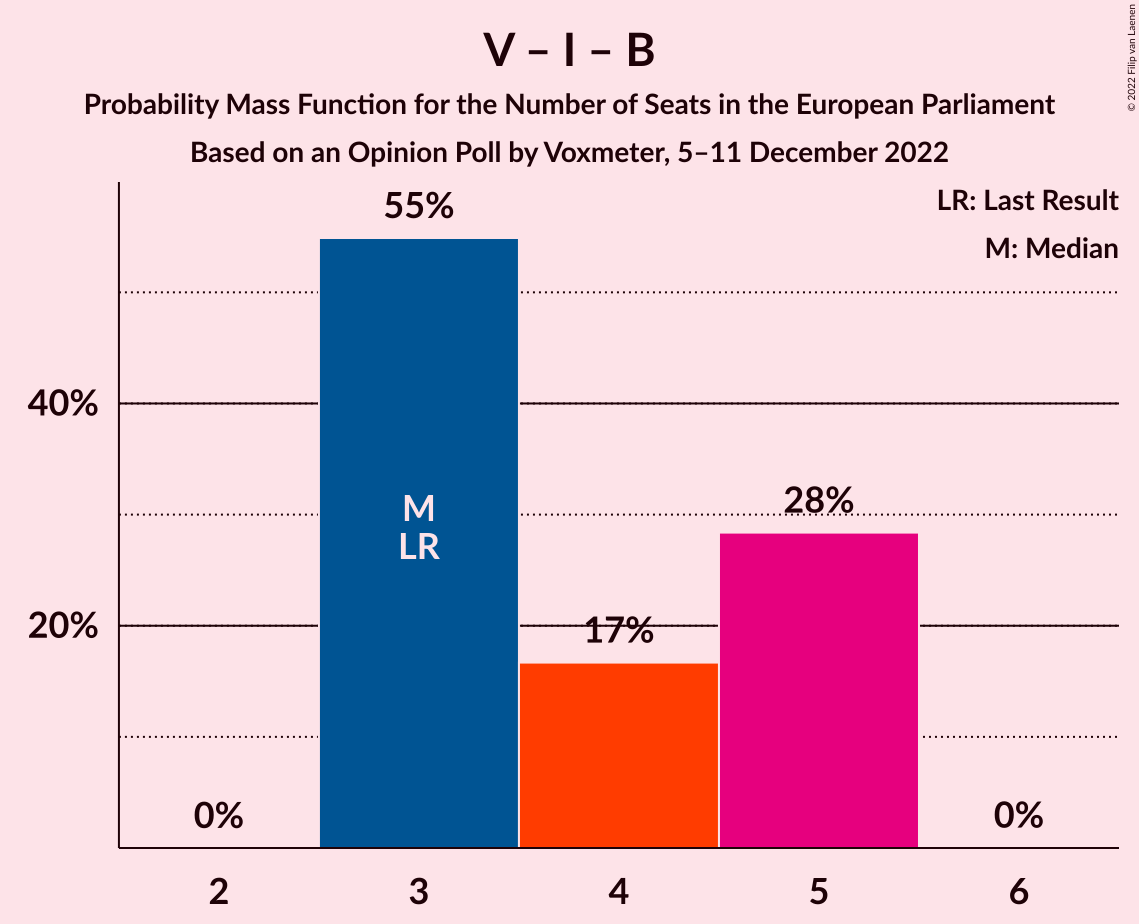 V – I – B
Probability Mass Function for the Number of Seats in the European Parliament
Based on an Opinion Poll by Voxmeter, 5–11 December 2022
© 2022 Filip van Laenen
LR: Last Result
M: Median
55%
40%
M
LR
28%
20%
17%
0%
0%
2
3
4
5
6